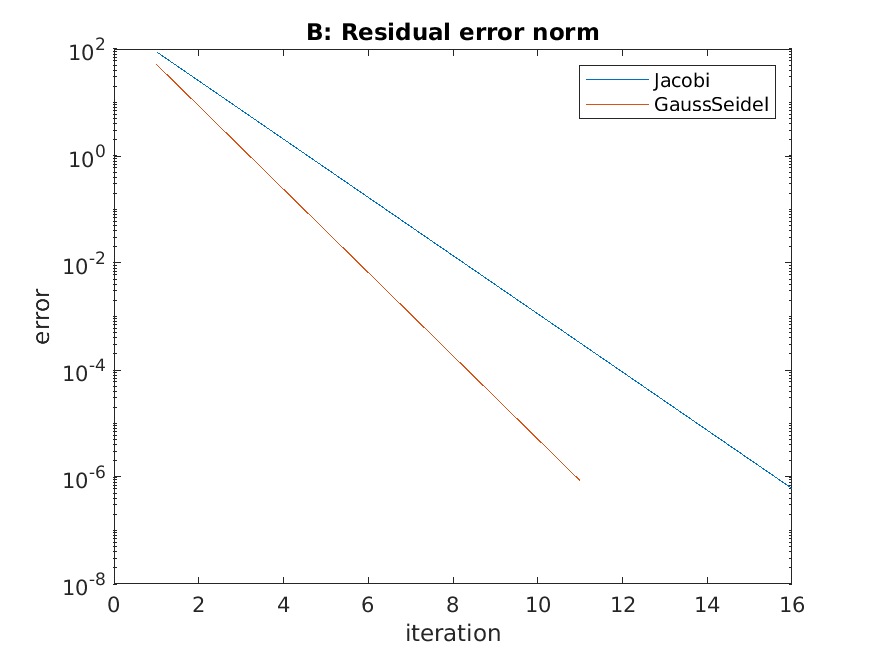 B: Residual error norm
Jacobi
GaussSeidel
10^2
10^0
10^-2
10^-4
10^-6
10^-8
error
0 2 4 6 8 10 12 14 16
iteration